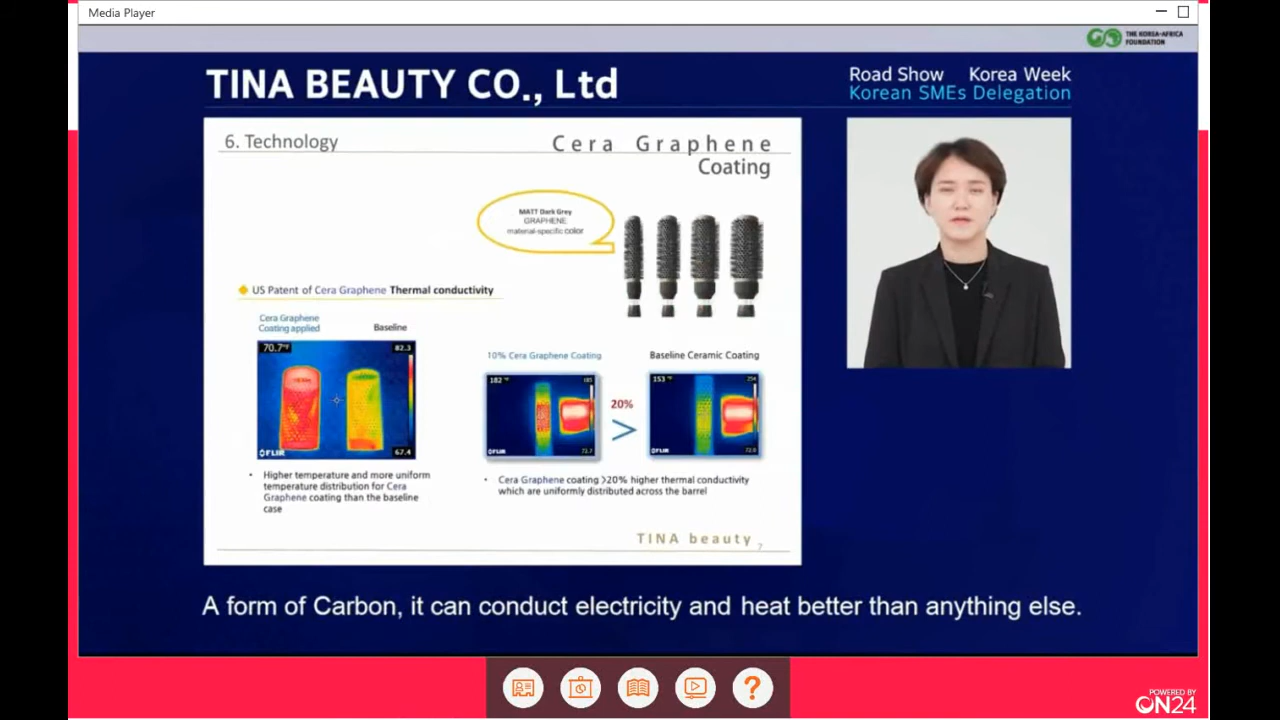 Media Player
THE KOREA-AFRICA
FOUNDATION
TINA BEAUTY CO., Ltd
Road Show Korea Week
Korean SMEs Delegation
6. Technology
Cera Graphene
Coating
MATT Dark Grey
GRAPHENE
material-specific color
US Patent of Cera Graphene Thermal conductivity
Cera Graphene
Coating applied
Baseline
70.7°F
82.3
67.4
FLIR
10% Cera Graphene Coating
Baseline Ceramic Coating
182 °F
FLIR
20%
>
153 °F
FLIR
• Higher temperature and more uniform
temperature distribution for Cera
Graphene coating than the baseline
case
• Cera Graphene coating >20% higher thermal conductivity
which are uniformly distributed across the barrel
TINA beauty
7
A form of Carbon, it can conduct electricity and heat better than anything else.
?
POWERED BY
ON24